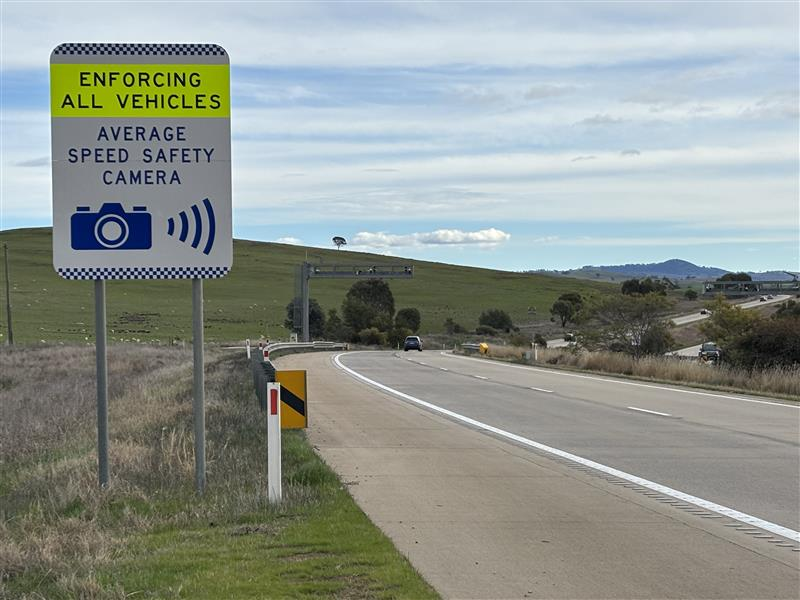 ENFORCING
ALL VEHICLES
AVERAGE
SPEED SAFETY
CAMERA